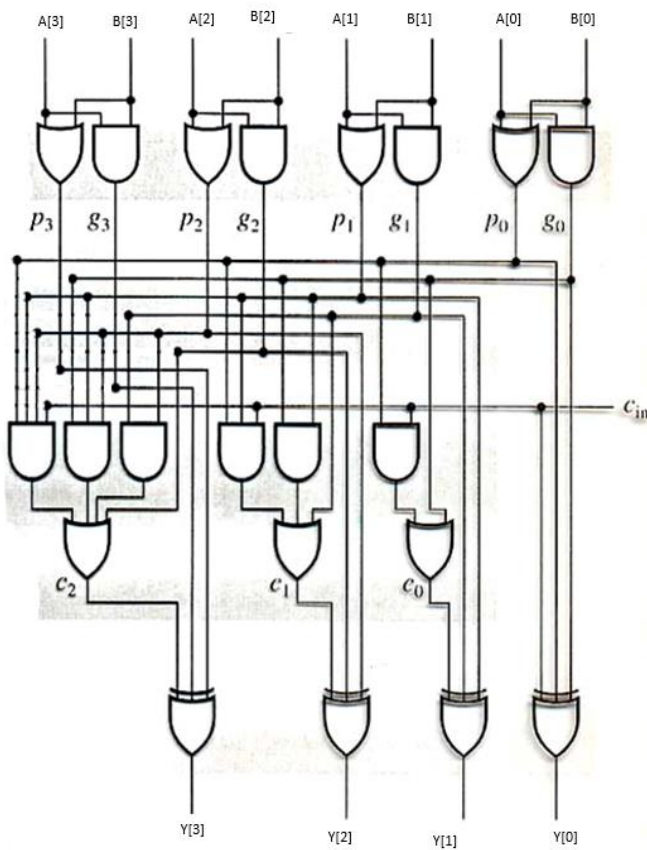 A[3] B[3] A[2] B[2] A[1] B[1] A[0] B[0]
p3 g3 p2 g2 p1 g1 p0 g0
cin
c2 c1 c0
Y[3] Y[2] Y[1] Y[0]